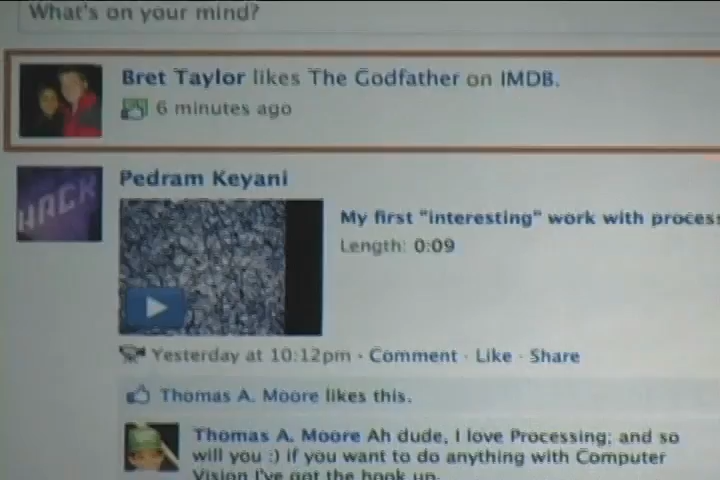 What's on your mind?
Bret Taylor likes The Godfather on IMDB.
6 minutes ago
HACK
Pedram Keyani
My first "interesting" work with process
Length: 0:09
Yesterday at 10:12pm · Comment · Like · Share
Thomas A. Moore likes this.
Thomas A. Moore Ah dude, I love Processing; and so
will you :) if you want to do anything with Computer
Vision I've got the hook up.